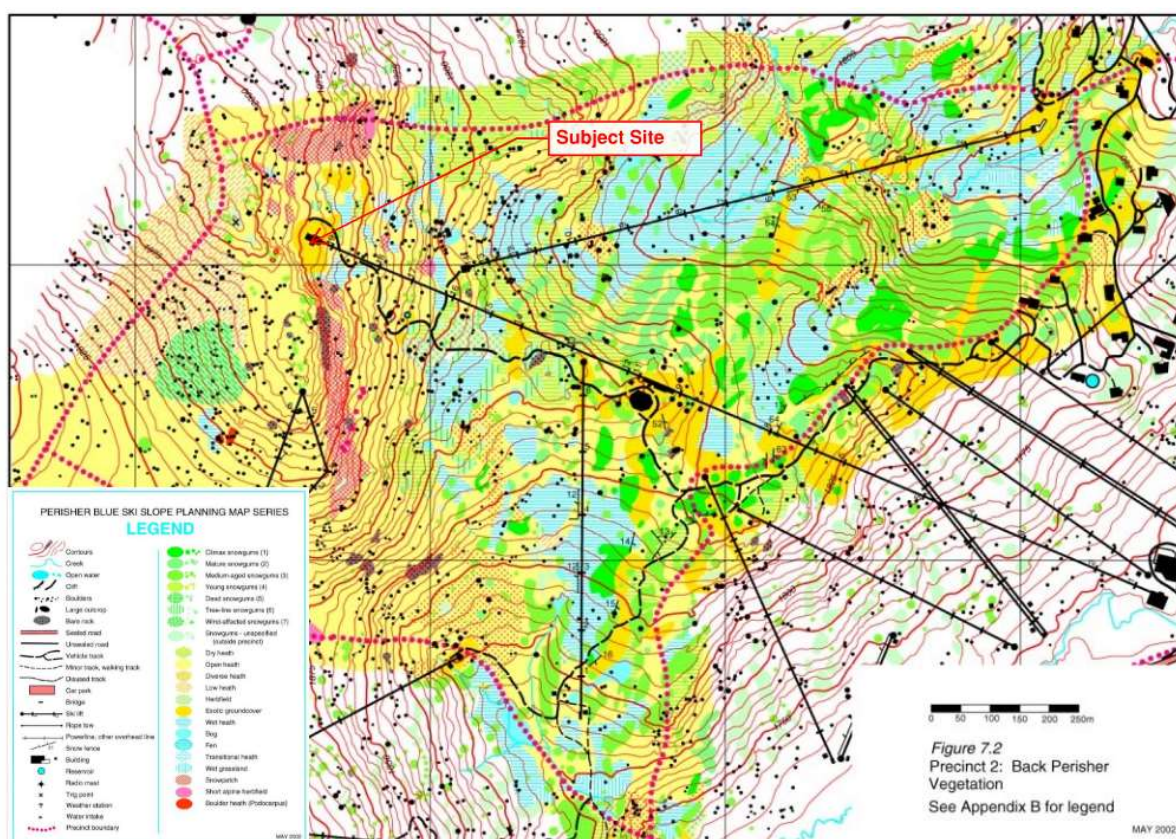 Subject Site
PERISHER BLUE SKI SLOPE PLANNING MAP SERIES
LEGEND
Contours
Creek
Open water
Cliff
Boulders
Large outcrop
Bare rock
Sealed road
Unsealed road
Vehicle track
Minor track, walking track
Disused track
Car park
Bridge
Ski lift
Rope tow
Powerline, other overhead line
Snow fence
Building
Reservoir
Radio mast
Trig point
Weather station
Water intake
Precinct boundary
Climax snowgums (1)
Mature snowgums (2)
Medium-aged snowgums (3)
Young snowgums (4)
Dead snowgums (5)
Tree-line snowgums (6)
Wind-affected snowgums (7)
Snowgums - unspecified
(outside precinct)
Dry heath
Open heath
Diverse heath
Low heath
Herbfield
Exotic groundcover
Wet heath
Bog
Fen
Transitional heath
Wet grassland
Snowpatch
Short alpine herbfield
Boulder heath (Podocarpus)
MAY 2002
0 50 100 150 200 250m
Figure 7.2
Precinct 2: Back Perisher
Vegetation
See Appendix B for legend
MAY 2002